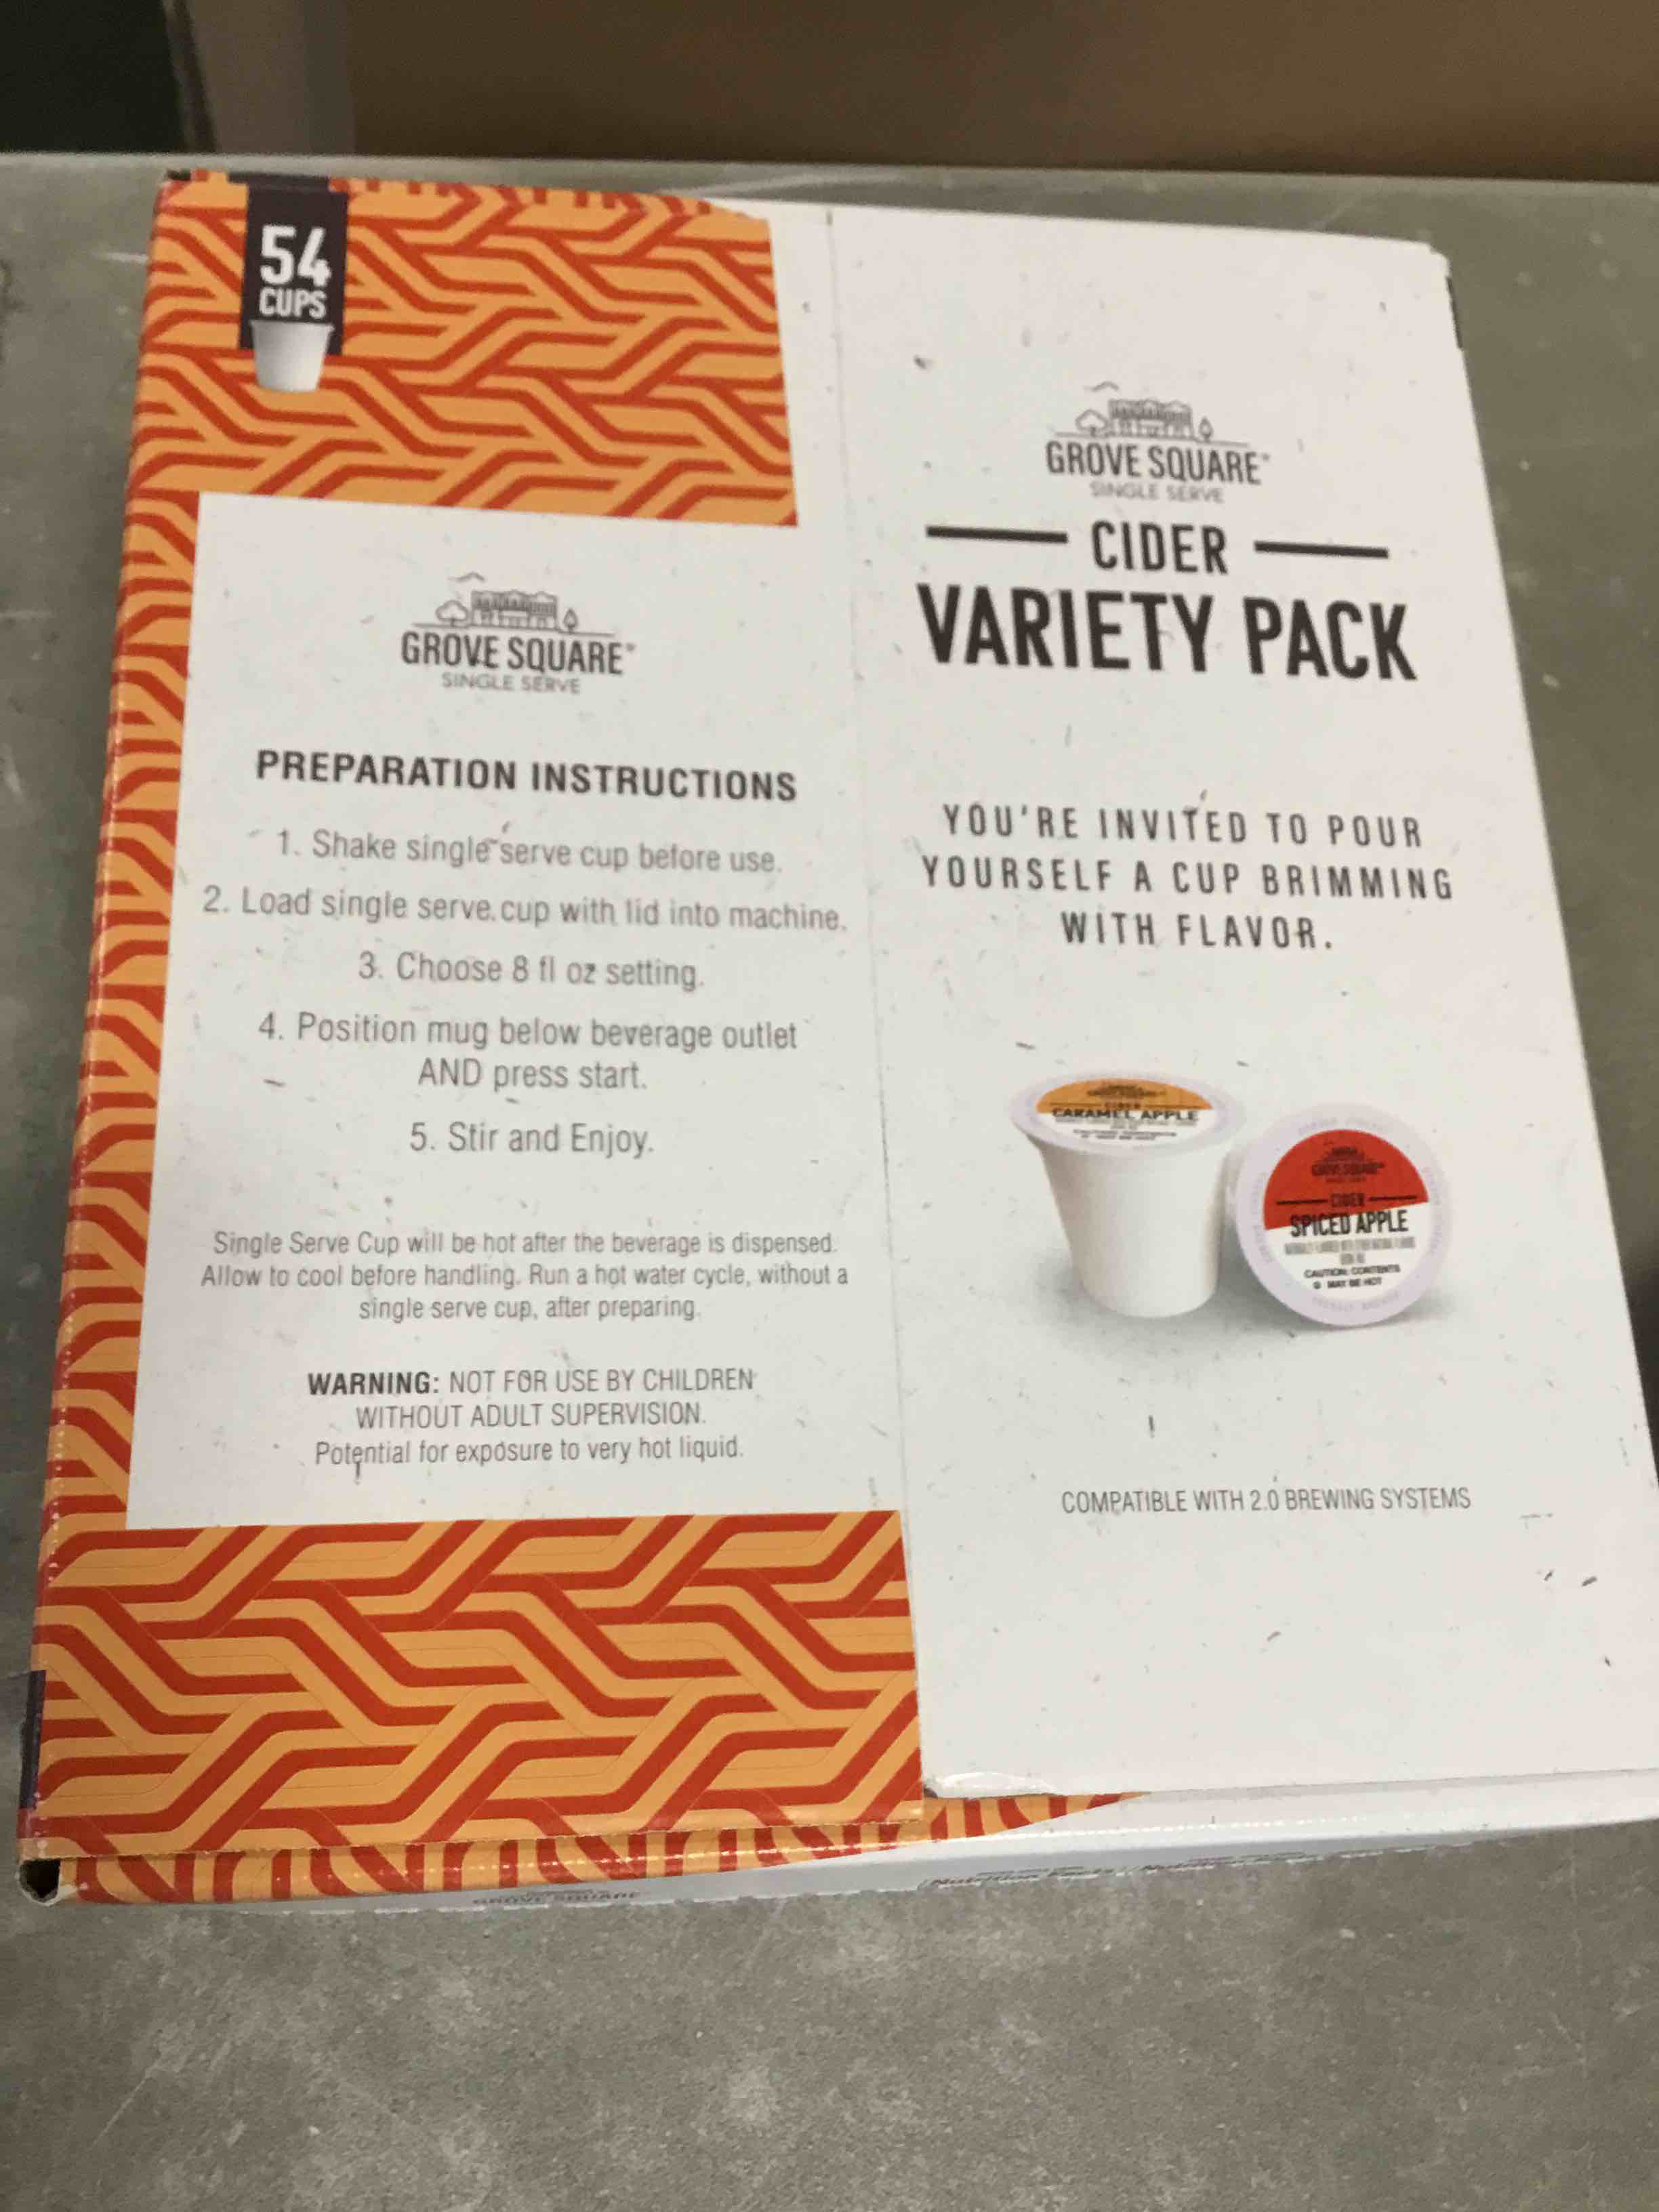 54
CUPS
GROVE SQUARE
SINGLE SERVE
PREPARATION INSTRUCTIONS
1. Shake single serve cup before use.
2. Load single serve cup with lid into machine.
3. Choose 8 fl oz setting.
4. Position mug below beverage outlet
AND press start.
5. Stir and Enjoy.
Single Serve Cup will be hot after the beverage is dispensed.
Allow to cool before handling. Run a hot water cycle, without a
single serve cup, after preparing.
WARNING: NOT FOR USE BY CHILDREN
WITHOUT ADULT SUPERVISION.
Potential for exposure to very hot liquid.
GROVE SQUARE
SINGLE SERVE
CIDER
VARIETY PACK
YOU'RE INVITED TO POUR
YOURSELF A CUP BRIMMING
WITH FLAVOR.
CIDER
CARAMEL APPLE
GROVE SQUARE
CIDER
SPICED APPLE
CAUTION: CONTENTS
MAY BE HOT
COMPATIBLE WITH 2.0 BREWING SYSTEMS
GROVE SQUARE
Nutrition Facts